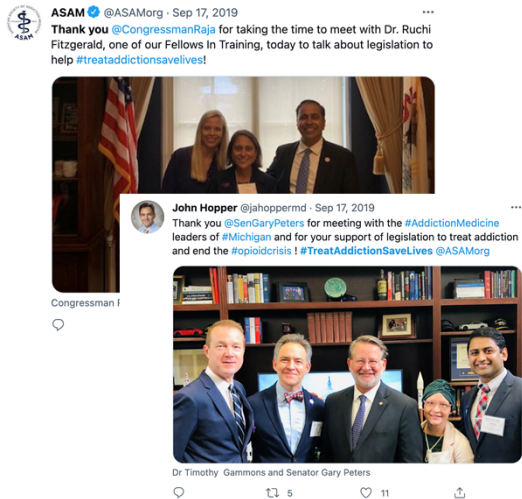 ASAM @ASAMorg · Sep 17, 2019
Thank you @CongressmanRaja for taking the time to meet with Dr. Ruchi
Fitzgerald, one of our Fellows In Training, today to talk about legislation to
help #treataddictionsavelives!
ASAM
Congressman
John Hopper @jahoppermd · Sep 17, 2019
Thank you @SenGaryPeters for meeting with the #AddictionMedicine
leaders of #Michigan and for your support of legislation to treat addiction
and end the #opioidcrisis ! #TreatAddictionSaveLives @ASAMorg
Dr Timothy Gammons and Senator Gary Peters
5
11